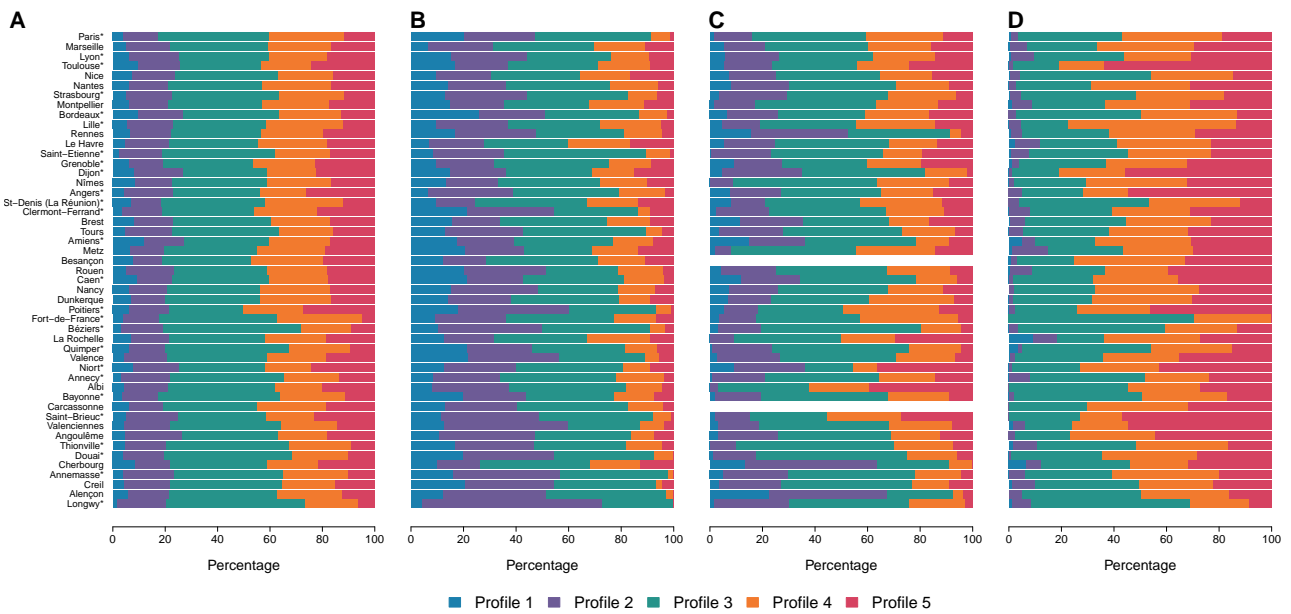 A B C D
Paris*
Marseille
Lyon*
Toulouse*
Nice
Nantes
Strasbourg*
Montpellier
Bordeaux*
Lille*
Rennes
Le Havre
Saint−Etienne*
Grenoble*
Dijon*
Nîmes
Angers*
St−Denis (La Réunion)*
Clermont−Ferrand*
Brest
Tours
Amiens*
Metz
Besançon
Rouen
Caen*
Nancy
Dunkerque
Poitiers*
Fort−de−France*
Béziers*
La Rochelle
Quimper*
Valence
Niort*
Annecy*
Albi
Bayonne*
Carcassonne
Saint−Brieuc*
Valenciennes
Angoulême
Thionville*
Douai*
Cherbourg
Annemasse*
Creil
Alençon
Longwy*
0 20 40 60 80 100 0 20 40 60 80 100 0 20 40 60 80 100 0 20 40 60 80 100
Percentage Percentage Percentage Percentage
Profile 1 Profile 2 Profile 3 Profile 4 Profile 5